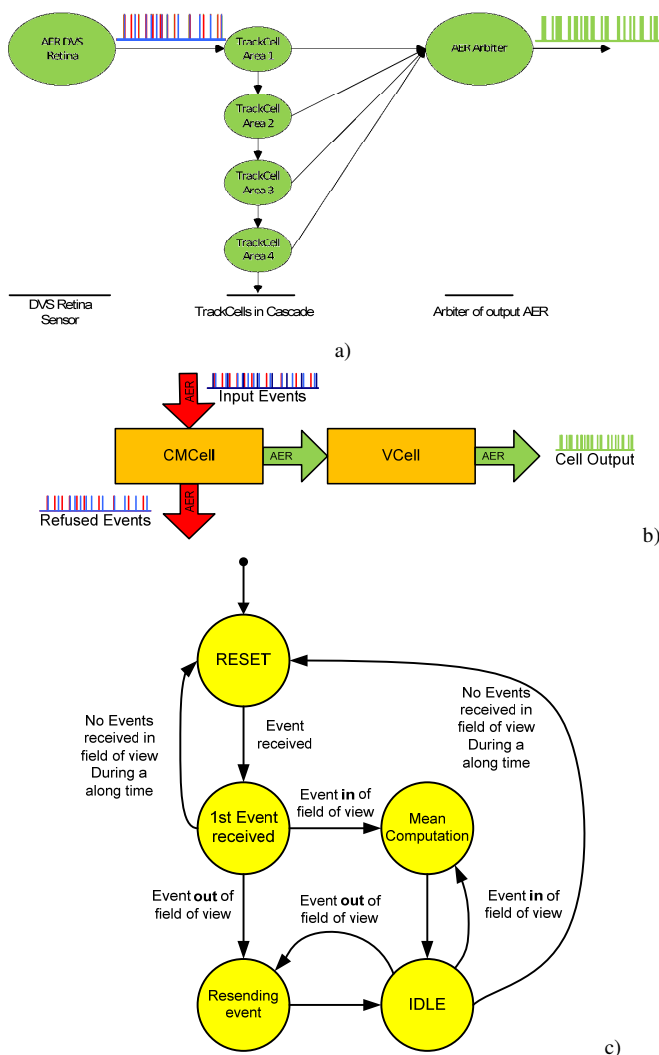 AER DVS
Retina
TrackCell
Area 1
AER Arbiter
TrackCell
Area 2
TrackCell
Area 3
TrackCell
Area 4
DVS Retina
Sensor
TrackCells in Cascade
Arbiter of output AER
a)
AER
Input Events
CMCell
AER
VCell
AER
Cell Output
Refused Events
AER
b)
RESET
No Events
received in
field of view
During a
along time
Event
received
No Events
received in
field of view
During a
along time
1st Event
received
Event in of
field of view
Mean
Computation
Event out of
field of view
Event out of
field of view
Event in of
field of view
Resending
event
IDLE
c)